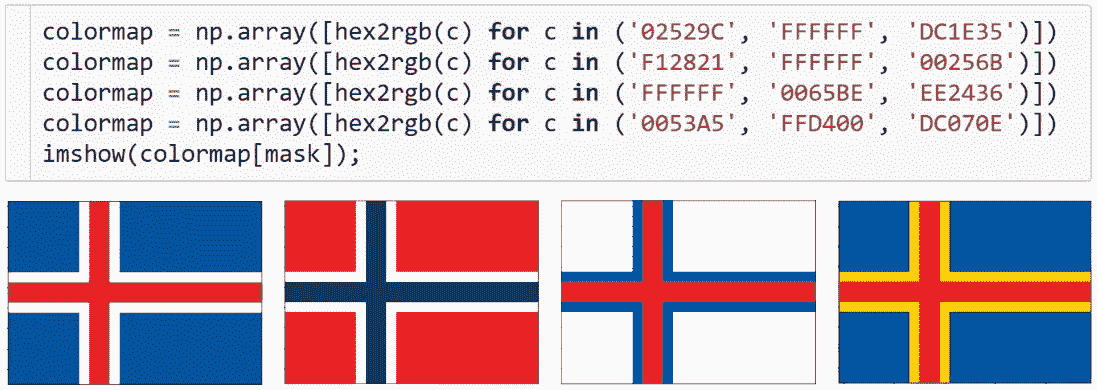 colormap = np.array([hex2rgb(c) for c in ('02529C', 'FFFFFF', 'DC1E35')])
colormap = np.array([hex2rgb(c) for c in ('F12821', 'FFFFFF', '00256B')])
colormap = np.array([hex2rgb(c) for c in ('FFFFFF', '0065BE', 'EE2436')])
colormap = np.array([hex2rgb(c) for c in ('0053A5', 'FFD400', 'DC070E')])
imshow(colormap[mask]);